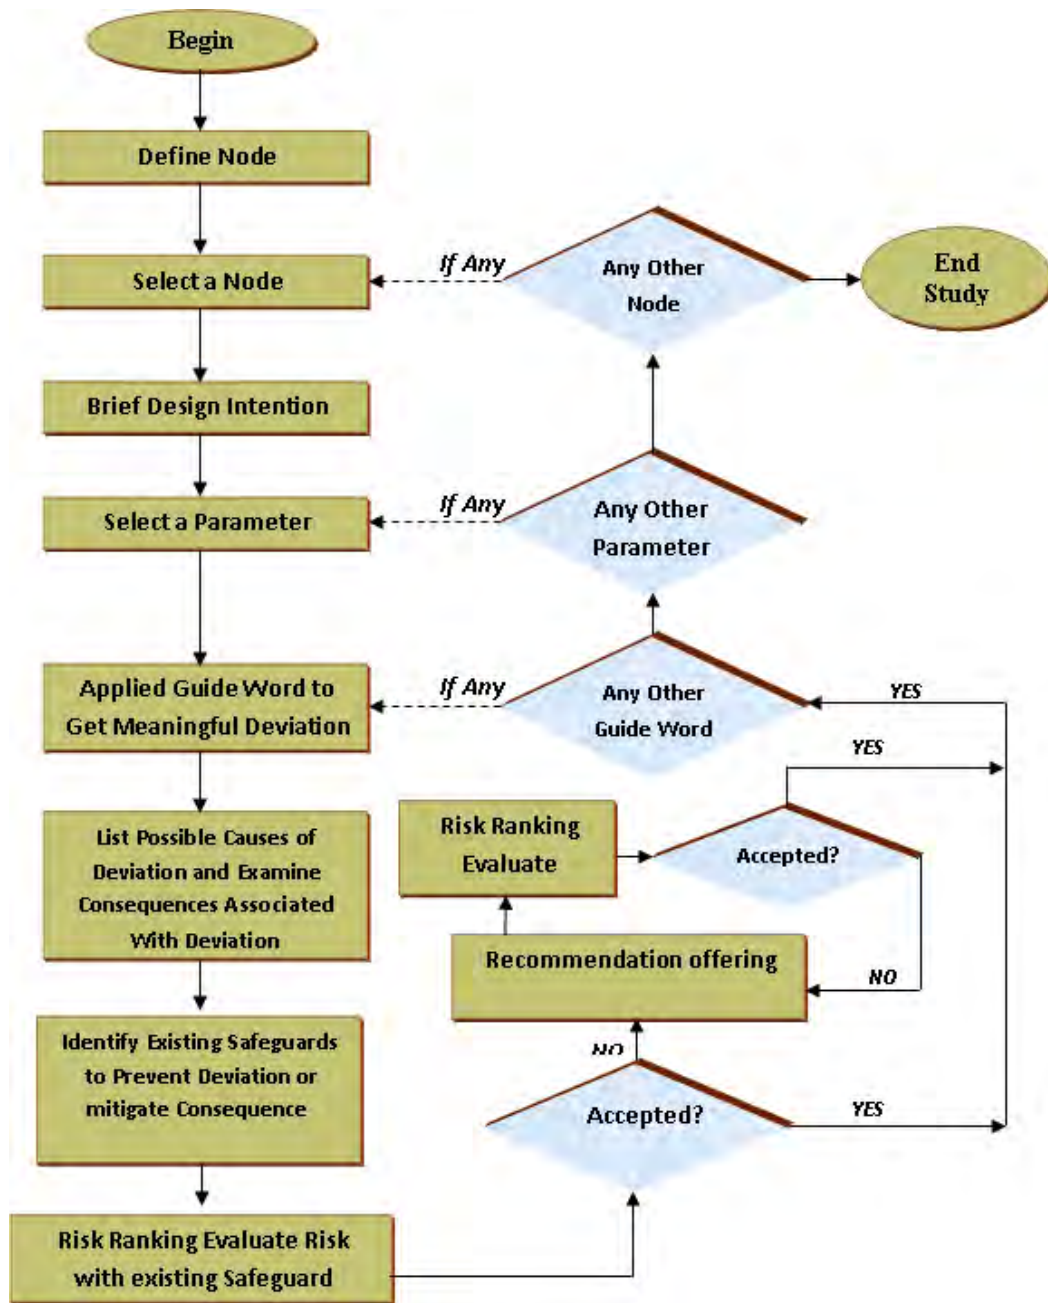 Begin
Define Node
Select a Node
If Any
Any Other
Node
End
Study
Brief Design Intention
Select a Parameter
If Any
Any Other
Parameter
Applied Guide Word to
Get Meaningful Deviation
If Any
Any Other
Guide Word
YES
YES
List Possible Causes of
Deviation and Examine
Consequences Associated
With Deviation
Risk Ranking
Evaluate
Accepted?
Recommendation offering
NO
Identify Existing Safeguards
to Prevent Deviation or
mitigate Consequence
NO
Accepted?
YES
Risk Ranking Evaluate Risk
with existing Safeguard